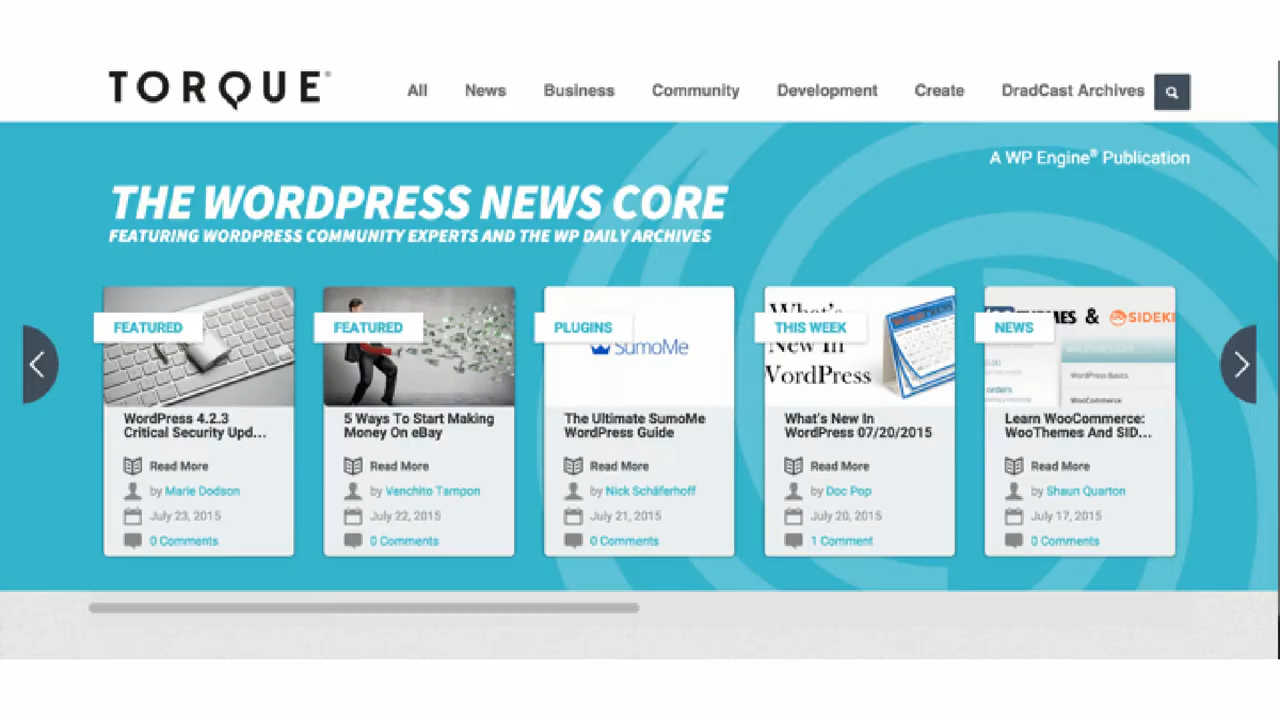 TORQUE®
All News Business Community Development Create DradCast Archives
A WP Engine® Publication
THE WORDPRESS NEWS CORE
FEATURING WORDPRESS COMMUNITY EXPERTS AND THE WP DAILY ARCHIVES
FEATURED
WordPress 4.2.3
Critical Security Upd...
Read More
by Marie Dodson
July 23, 2015
0 Comments
FEATURED
5 Ways To Start Making
Money On eBay
Read More
by Venchito Tampon
July 22, 2015
0 Comments
PLUGINS
SumoMe
The Ultimate SumoMe
WordPress Guide
Read More
by Nick Schäferhoff
July 21, 2015
0 Comments
What's
THIS WEEK
New In
WordPress
What's New In
WordPress 07/20/2015
Read More
by Doc Pop
July 20, 2015
1 Comment
& SIDEKI
NEWS
orders
WordPress Basics
WooCommerce
Learn WooCommerce:
WooThemes And SID...
Read More
by Shaun Quarton
July 17, 2015
0 Comments